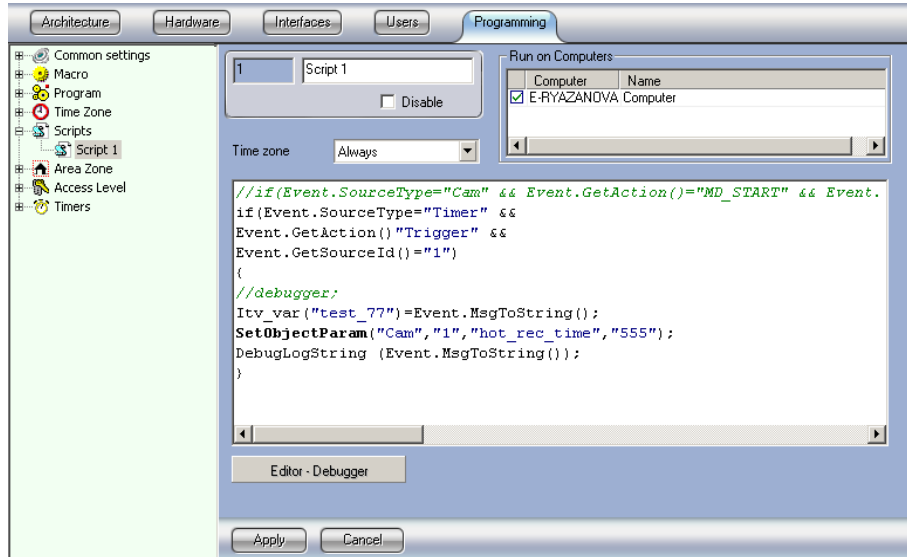 Architecture Hardware Interfaces Users Programming
Common settings
Macro
Program
Time Zone
Scripts
Script 1
Area Zone
Access Level
Timers
1 Script 1
Disable
Time zone Always
Run on Computers
Computer Name
E-RYAZANOVA Computer
//if(Event.SourceType="Cam" && Event.GetAction()="MD_START" && Event.
if(Event.SourceType="Timer" &&
Event.GetAction()"Trigger" &&
Event.GetSourceId()="1")
{
//debugger;
Itv_var("test_77")=Event.MsgToString();
SetObjectParam("Cam","1","hot_rec_time","555");
DebugLogString (Event.MsgToString());
}
Editor - Debugger
Apply Cancel